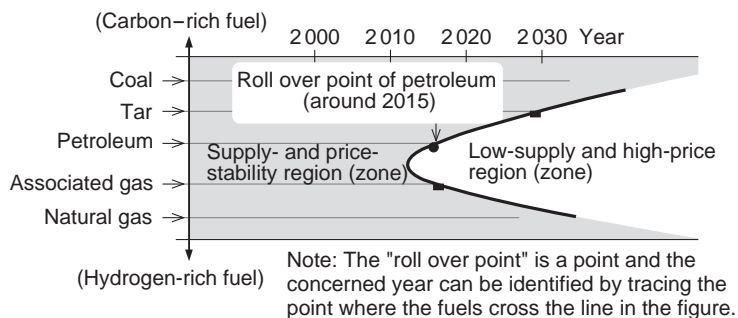 (Carbon–rich fuel)
2000 2010 2020 2030 Year
Coal
Roll over point of petroleum
(around 2015)
Tar
Petroleum
Supply- and price-
stability region (zone)
Low-supply and high-price
region (zone)
Associated gas
Natural gas
(Hydrogen-rich fuel)
Note: The "roll over point" is a point and the
concerned year can be identified by tracing the
point where the fuels cross the line in the figure.